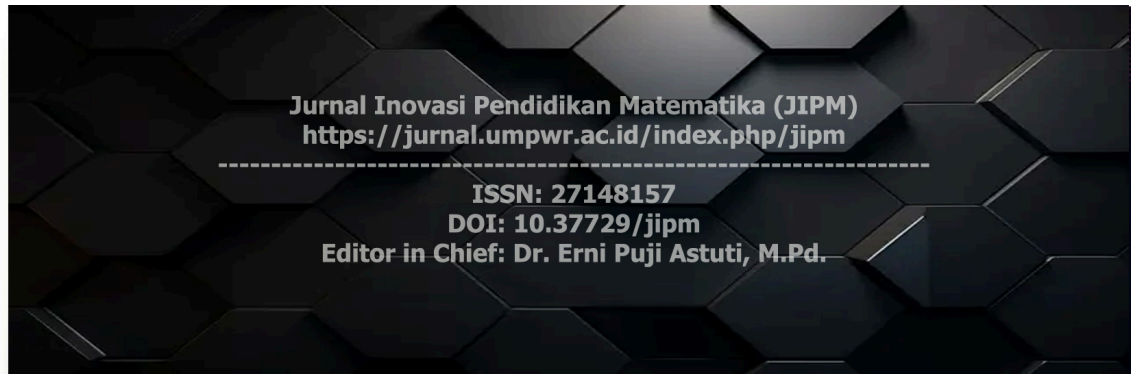 Jurnal Inovasi Pendidikan Matematika (JIPM)
https://jurnal.umpwr.ac.id/index.php/jipm
-----------------------------------------------------------------------
ISSN: 27148157
DOI: 10.37729/jipm
Editor in Chief: Dr. Erni Puji Astuti, M.Pd.